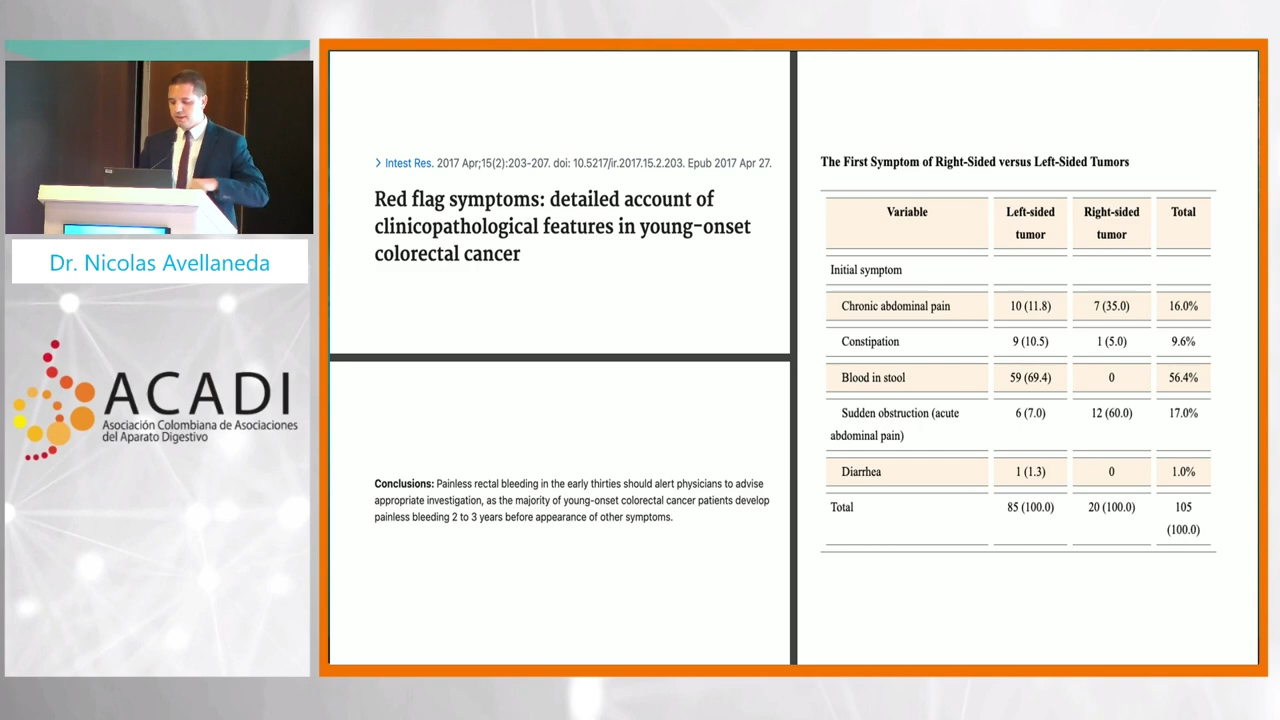 Dr. Nicolas Avellaneda
ACADI
Asociación Colombiana de Asociaciones
del Aparato Digestivo
> Intest Res. 2017 Apr;15(2):203-207. doi: 10.5217/ir.2017.15.2.203. Epub 2017 Apr 27.
Red flag symptoms: detailed account of
clinicopathological features in young-onset
colorectal cancer
Conclusions: Painless rectal bleeding in the early thirties should alert physicians to advise
appropriate investigation, as the majority of young-onset colorectal cancer patients develop
painless bleeding 2 to 3 years before appearance of other symptoms.
The First Symptom of Right-Sided versus Left-Sided Tumors
Variable Left-sided Right-sided Total
tumor tumor
Initial symptom
Chronic abdominal pain 10 (11.8) 7 (35.0) 16.0%
Constipation 9 (10.5) 1 (5.0) 9.6%
Blood in stool 59 (69.4) 0 56.4%
Sudden obstruction (acute 6 (7.0) 12 (60.0) 17.0%
abdominal pain)
Diarrhea 1 (1.3) 0 1.0%
Total 85 (100.0) 20 (100.0) 105
(100.0)